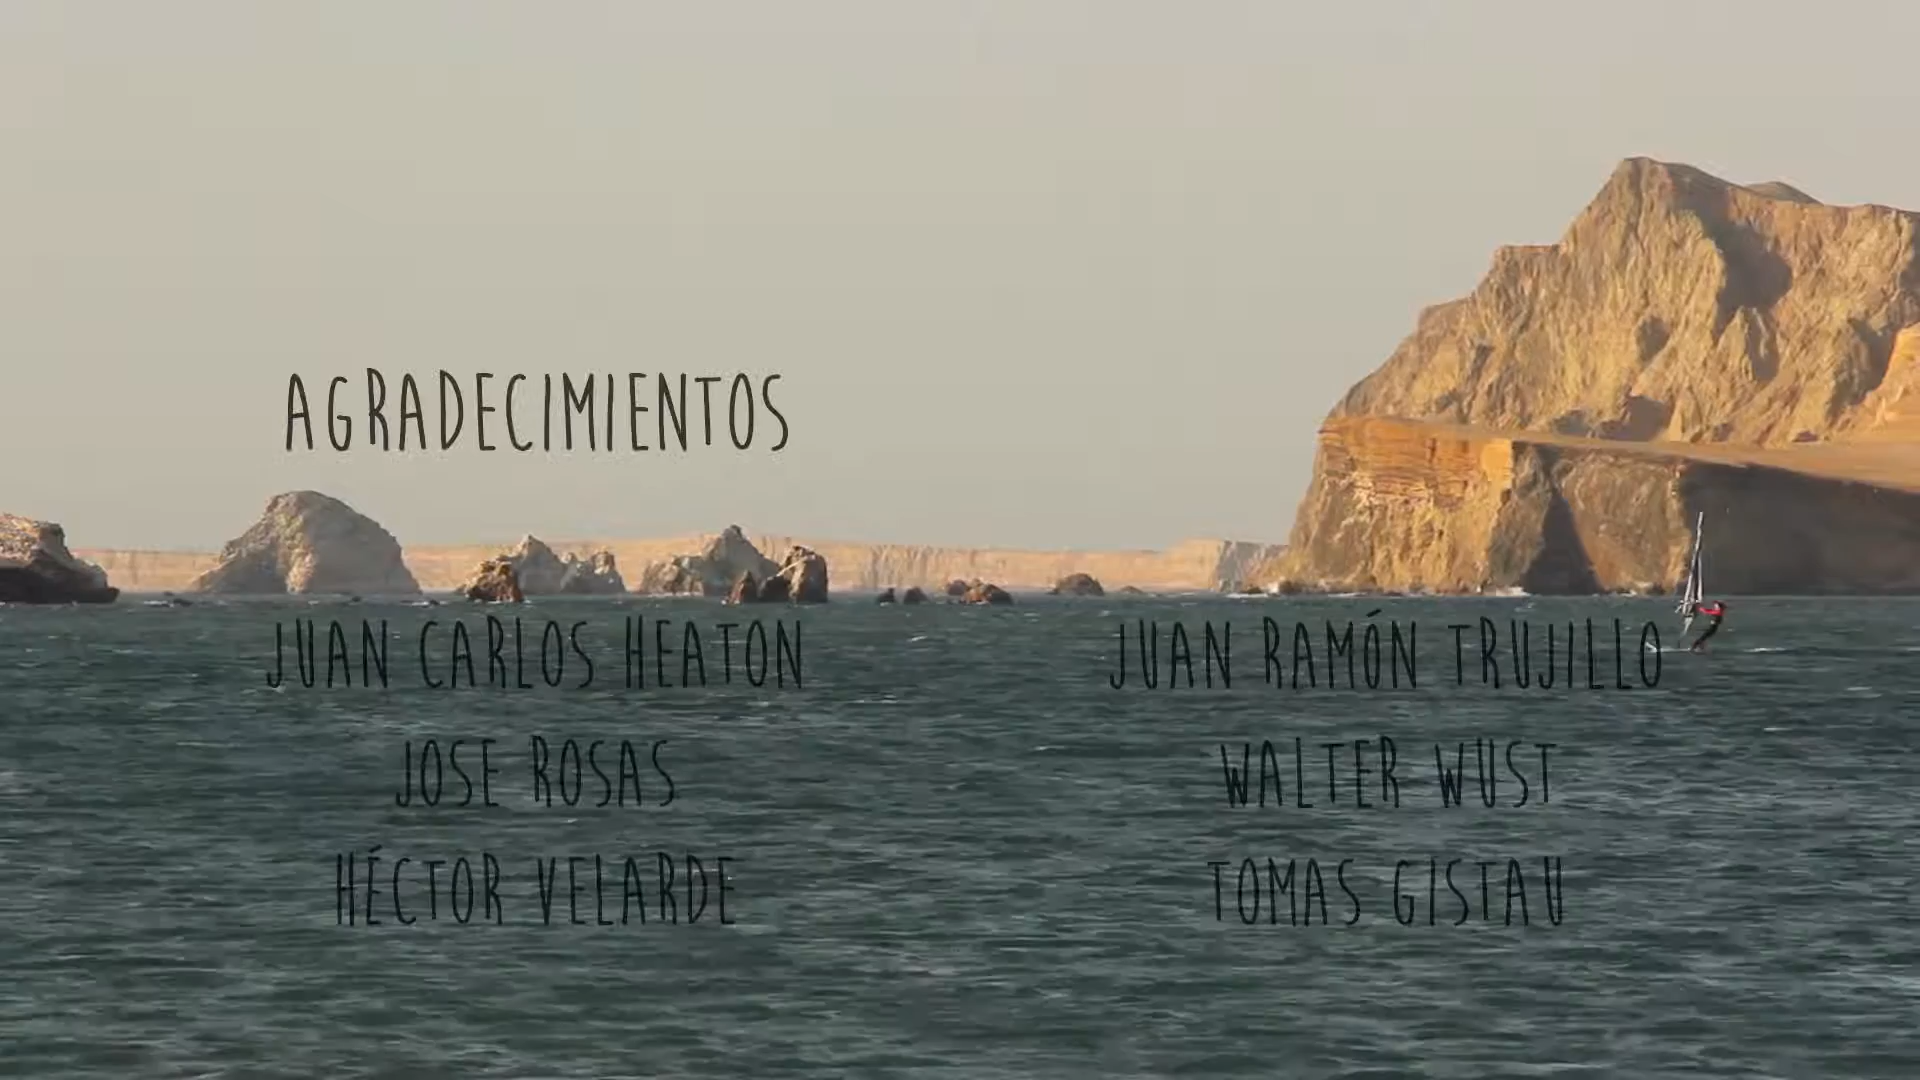 AGRADECIMIENTOS
JUAN CARLOS HEATON
JUAN RAMÓN TRUJILLO
JOSE ROSAS
WALTER WUST
HÉCTOR VELARDE
TOMAS GISTAU